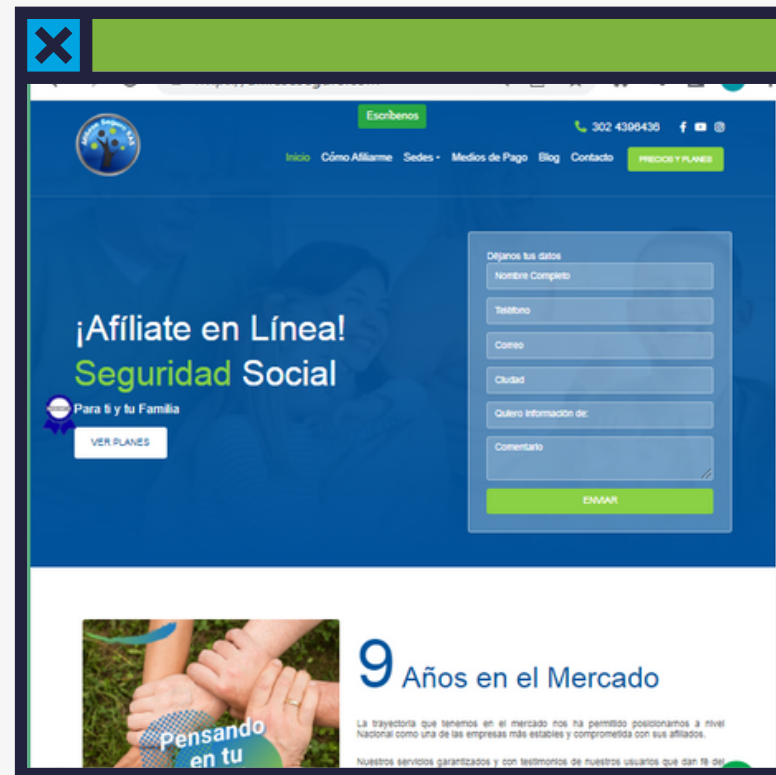 Escríbenos
302 4396436
Inicio Cómo Afiliarme Sedes Medios de Pago Blog Contacto PRECIOS Y PLANES
¡Afíliate en Línea!
Seguridad Social
Para ti y tu Familia
VER PLANES
Déjanos tus datos
Nombre Completo
Teléfono
Correo
Ciudad
Quiero Información de:
Comentario
ENVIAR
Pensando
en tu
9 Años en el Mercado
La trayectoria que tenemos en el mercado nos ha permitido posicionarnos a nivel
Nacional como una de las empresas más estables y comprometida con sus afiliados.
Nuestros servicios garantizados y con testimonios de nuestros usuarios que dan fé del